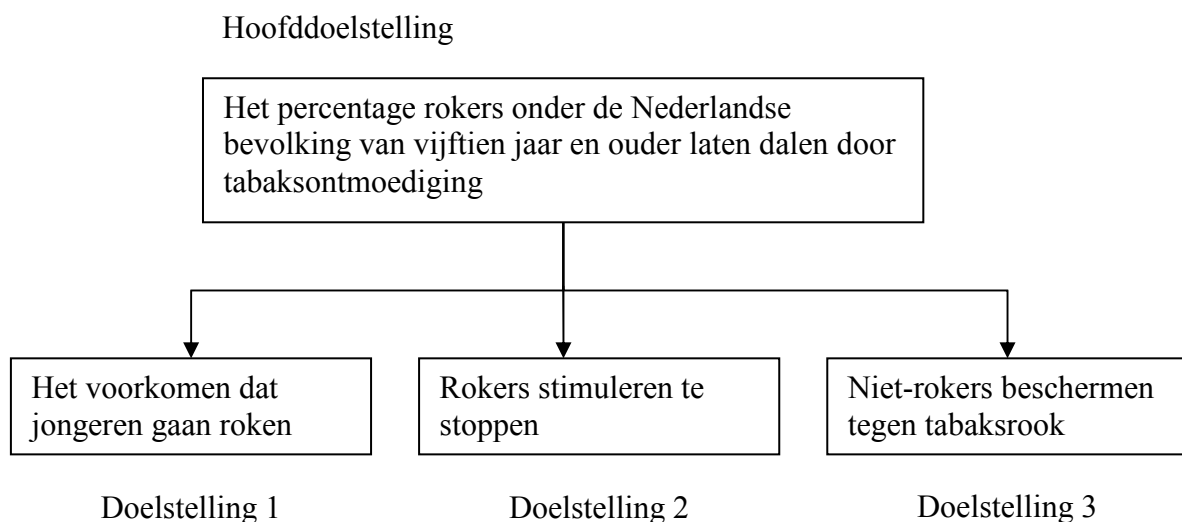 Hoofddoelstelling
Het percentage rokers onder de Nederlandse
bevolking van vijftien jaar en ouder laten dalen door
tabaksontmoediging
Het voorkomen dat
jongeren gaan roken
Rokers stimuleren te
stoppen
Niet-rokers beschermen
tegen tabaksrook
Doelstelling 1
Doelstelling 2
Doelstelling 3